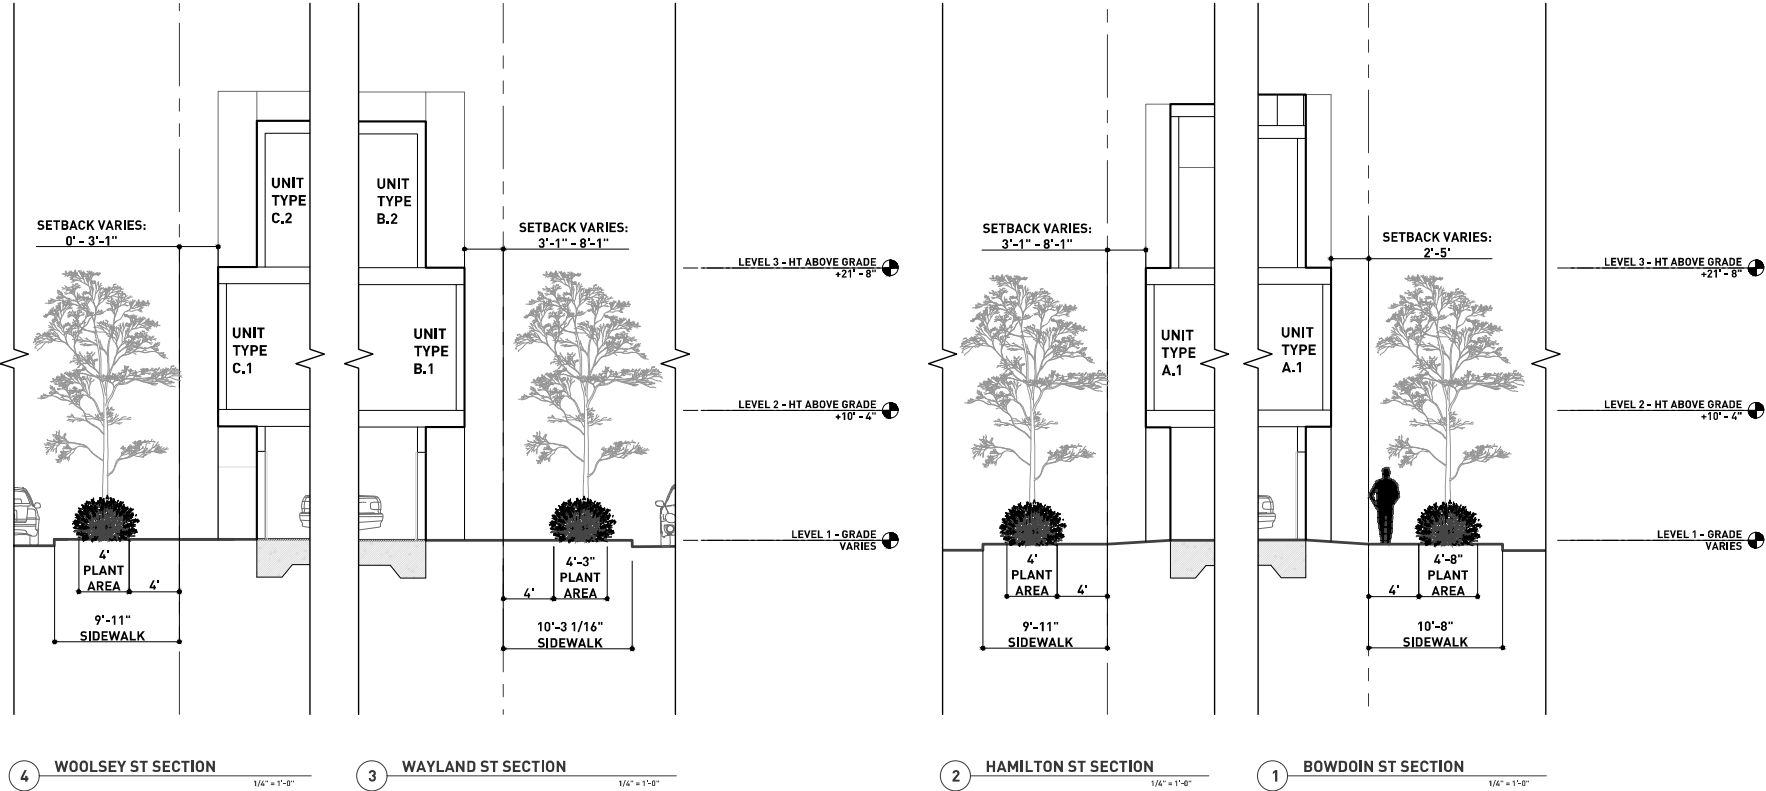 UNIT
TYPE
C.2
UNIT
TYPE
B.2
SETBACK VARIES:
0' - 3'-1"
SETBACK VARIES:
3'-1" - 8'-1"
SETBACK VARIES:
3'-1" - 8'-1"
SETBACK VARIES:
2'-5'
LEVEL 3 - HT ABOVE GRADE
+21' - 8"
LEVEL 3 - HT ABOVE GRADE
+21' - 8"
UNIT
TYPE
C.1
UNIT
TYPE
B.1
UNIT
TYPE
A.1
UNIT
TYPE
A.1
LEVEL 2 - HT ABOVE GRADE
+10' - 4"
LEVEL 2 - HT ABOVE GRADE
+10' - 4"
LEVEL 1 - GRADE
VARIES
LEVEL 1 - GRADE
VARIES
4'
PLANT
AREA
4'
9'-11"
SIDEWALK
4'
4'-3"
PLANT
AREA
10'-3 1/16"
SIDEWALK
4'
PLANT
AREA
4'
9'-11"
SIDEWALK
4'
4'-8"
PLANT
AREA
10'-8"
SIDEWALK
4 WOOLSEY ST SECTION
1/4" = 1'-0"
3 WAYLAND ST SECTION
1/4" = 1'-0"
2 HAMILTON ST SECTION
1/4" = 1'-0"
1 BOWDOIN ST SECTION
1/4" = 1'-0"